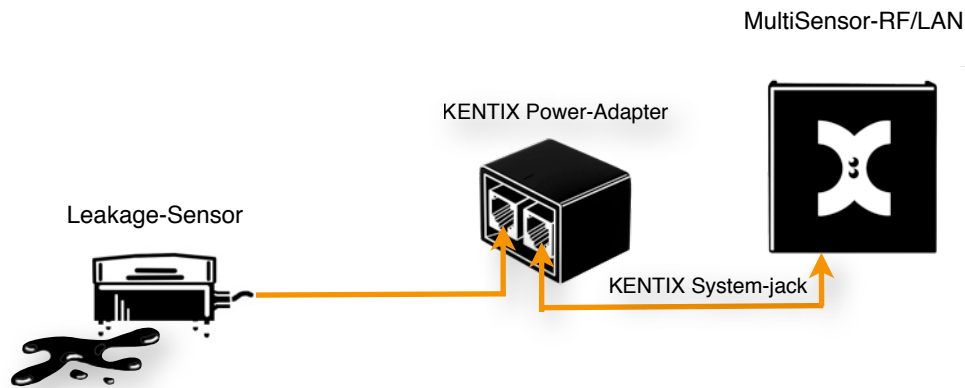 MultiSensor-RF/LAN
KENTIX Power-Adapter
Leakage-Sensor
KENTIX System-jack